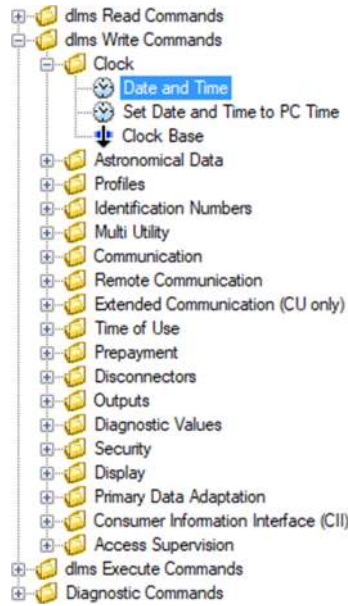 dlms Read Commands
dlms Write Commands
Clock
Date and Time
Set Date and Time to PC Time
Clock Base
Astronomical Data
Profiles
Identification Numbers
Multi Utility
Communication
Remote Communication
Extended Communication (CU only)
Time of Use
Prepayment
Disconnectors
Outputs
Diagnostic Values
Security
Display
Primary Data Adaptation
Consumer Information Interface (CII)
Access Supervision
dlms Execute Commands
Diagnostic Commands